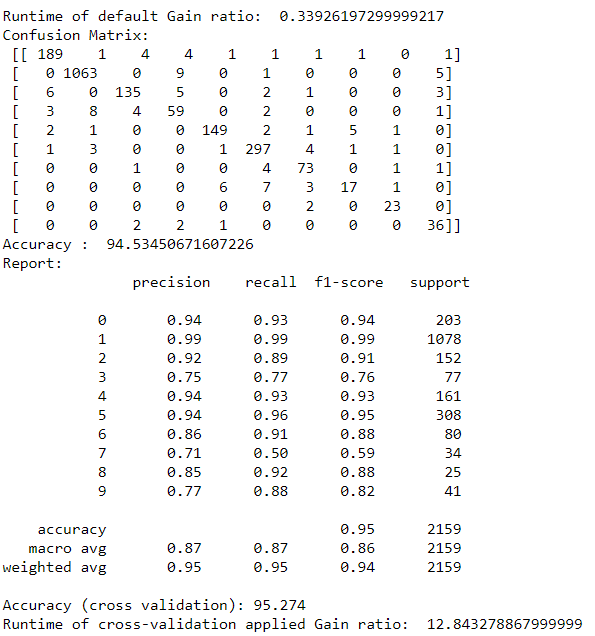 Runtime of default Gain ratio:  0.33926197299999217
Confusion Matrix:
 [[ 189    1    4    4    1    1    1    1    0    1]
 [   0 1063    0    9    0    1    0    0    0    5]
 [   6    0  135    5    0    2    1    0    0    3]
 [   3    8    4   59    0    2    0    0    0    1]
 [   2    1    0    0  149    2    1    5    1    0]
 [   1    3    0    0    1  297    4    1    1    0]
 [   0    0    1    0    0    4   73    0    1    1]
 [   0    0    0    0    6    7    3   17    1    0]
 [   0    0    0    0    0    0    2    0   23    0]
 [   0    0    2    2    1    0    0    0    0   36]]
Accuracy :  94.53450671607226
Report:
              precision    recall  f1-score   support

           0       0.94      0.93      0.94       203
           1       0.99      0.99      0.99      1078
           2       0.92      0.89      0.91       152
           3       0.75      0.77      0.76        77
           4       0.94      0.93      0.93       161
           5       0.94      0.96      0.95       308
           6       0.86      0.91      0.88        80
           7       0.71      0.50      0.59        34
           8       0.85      0.92      0.88        25
           9       0.77      0.88      0.82        41

    accuracy                           0.95      2159
   macro avg       0.87      0.87      0.86      2159
weighted avg       0.95      0.95      0.94      2159

Accuracy (cross validation): 95.274
Runtime of cross-validation applied Gain ratio:  12.843278867999999